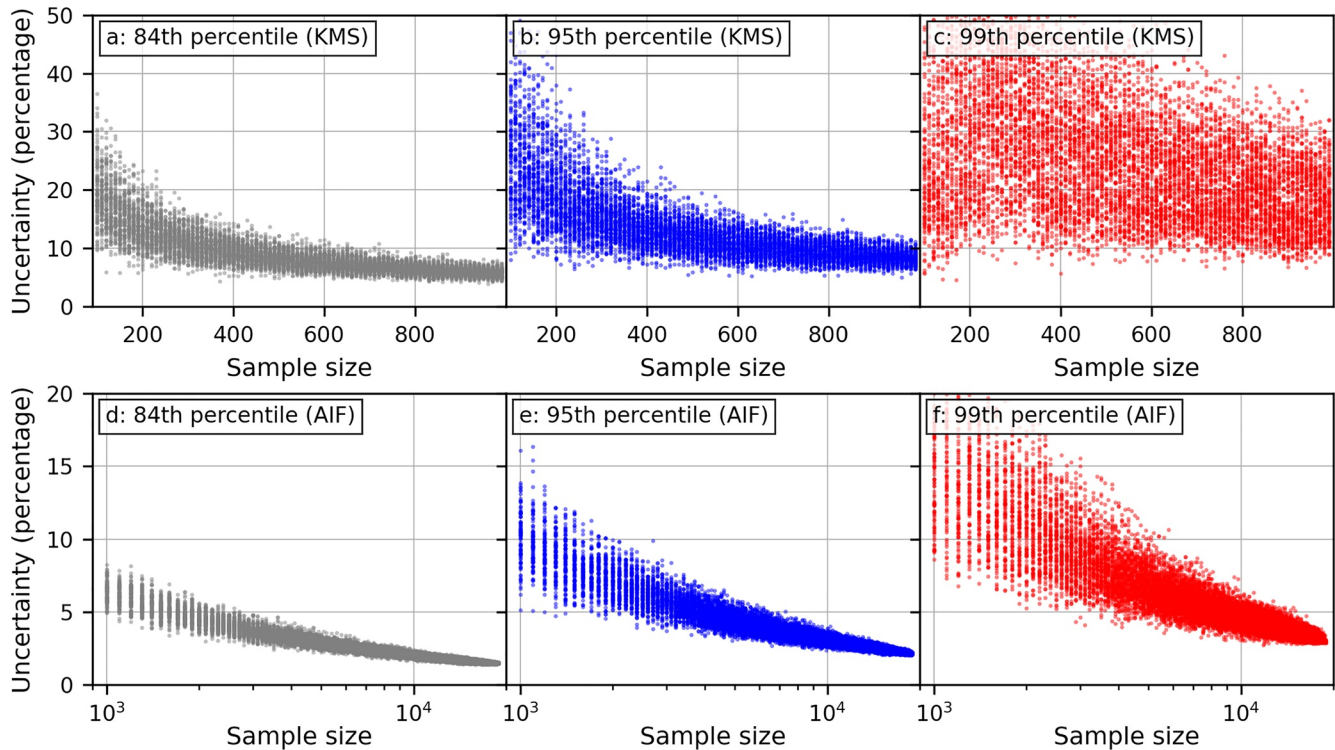 Uncertainty (percentage)
50
40
30
20
10
0
a: 84th percentile (KMS)
b: 95th percentile (KMS)
c: 99th percentile (KMS)
200 400 600 800
200 400 600 800
200 400 600 800
Sample size
Sample size
Sample size
Uncertainty (percentage)
20
15
10
5
0
d: 84th percentile (AIF)
e: 95th percentile (AIF)
f: 99th percentile (AIF)
10³ 10⁴
10³ 10⁴
10³ 10⁴
Sample size
Sample size
Sample size